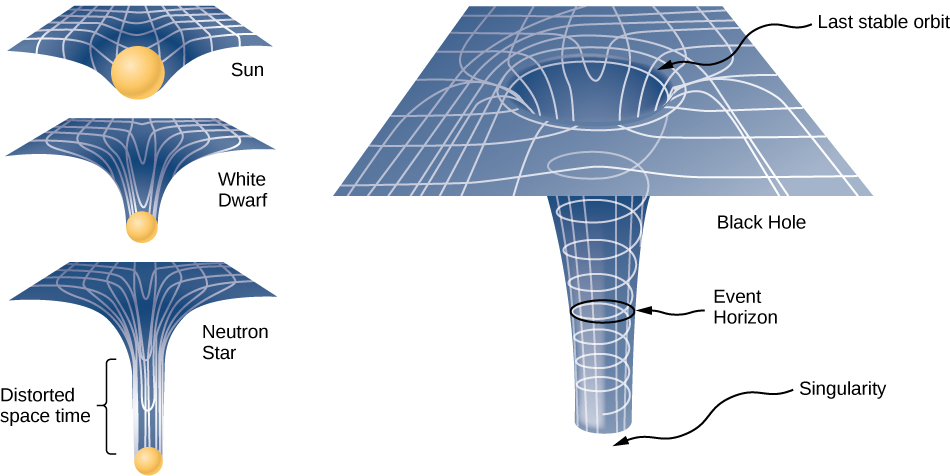 Sun
White
Dwarf
Neutron
Star
Distorted
space time
Last stable orbit
Black Hole
Event
Horizon
Singularity